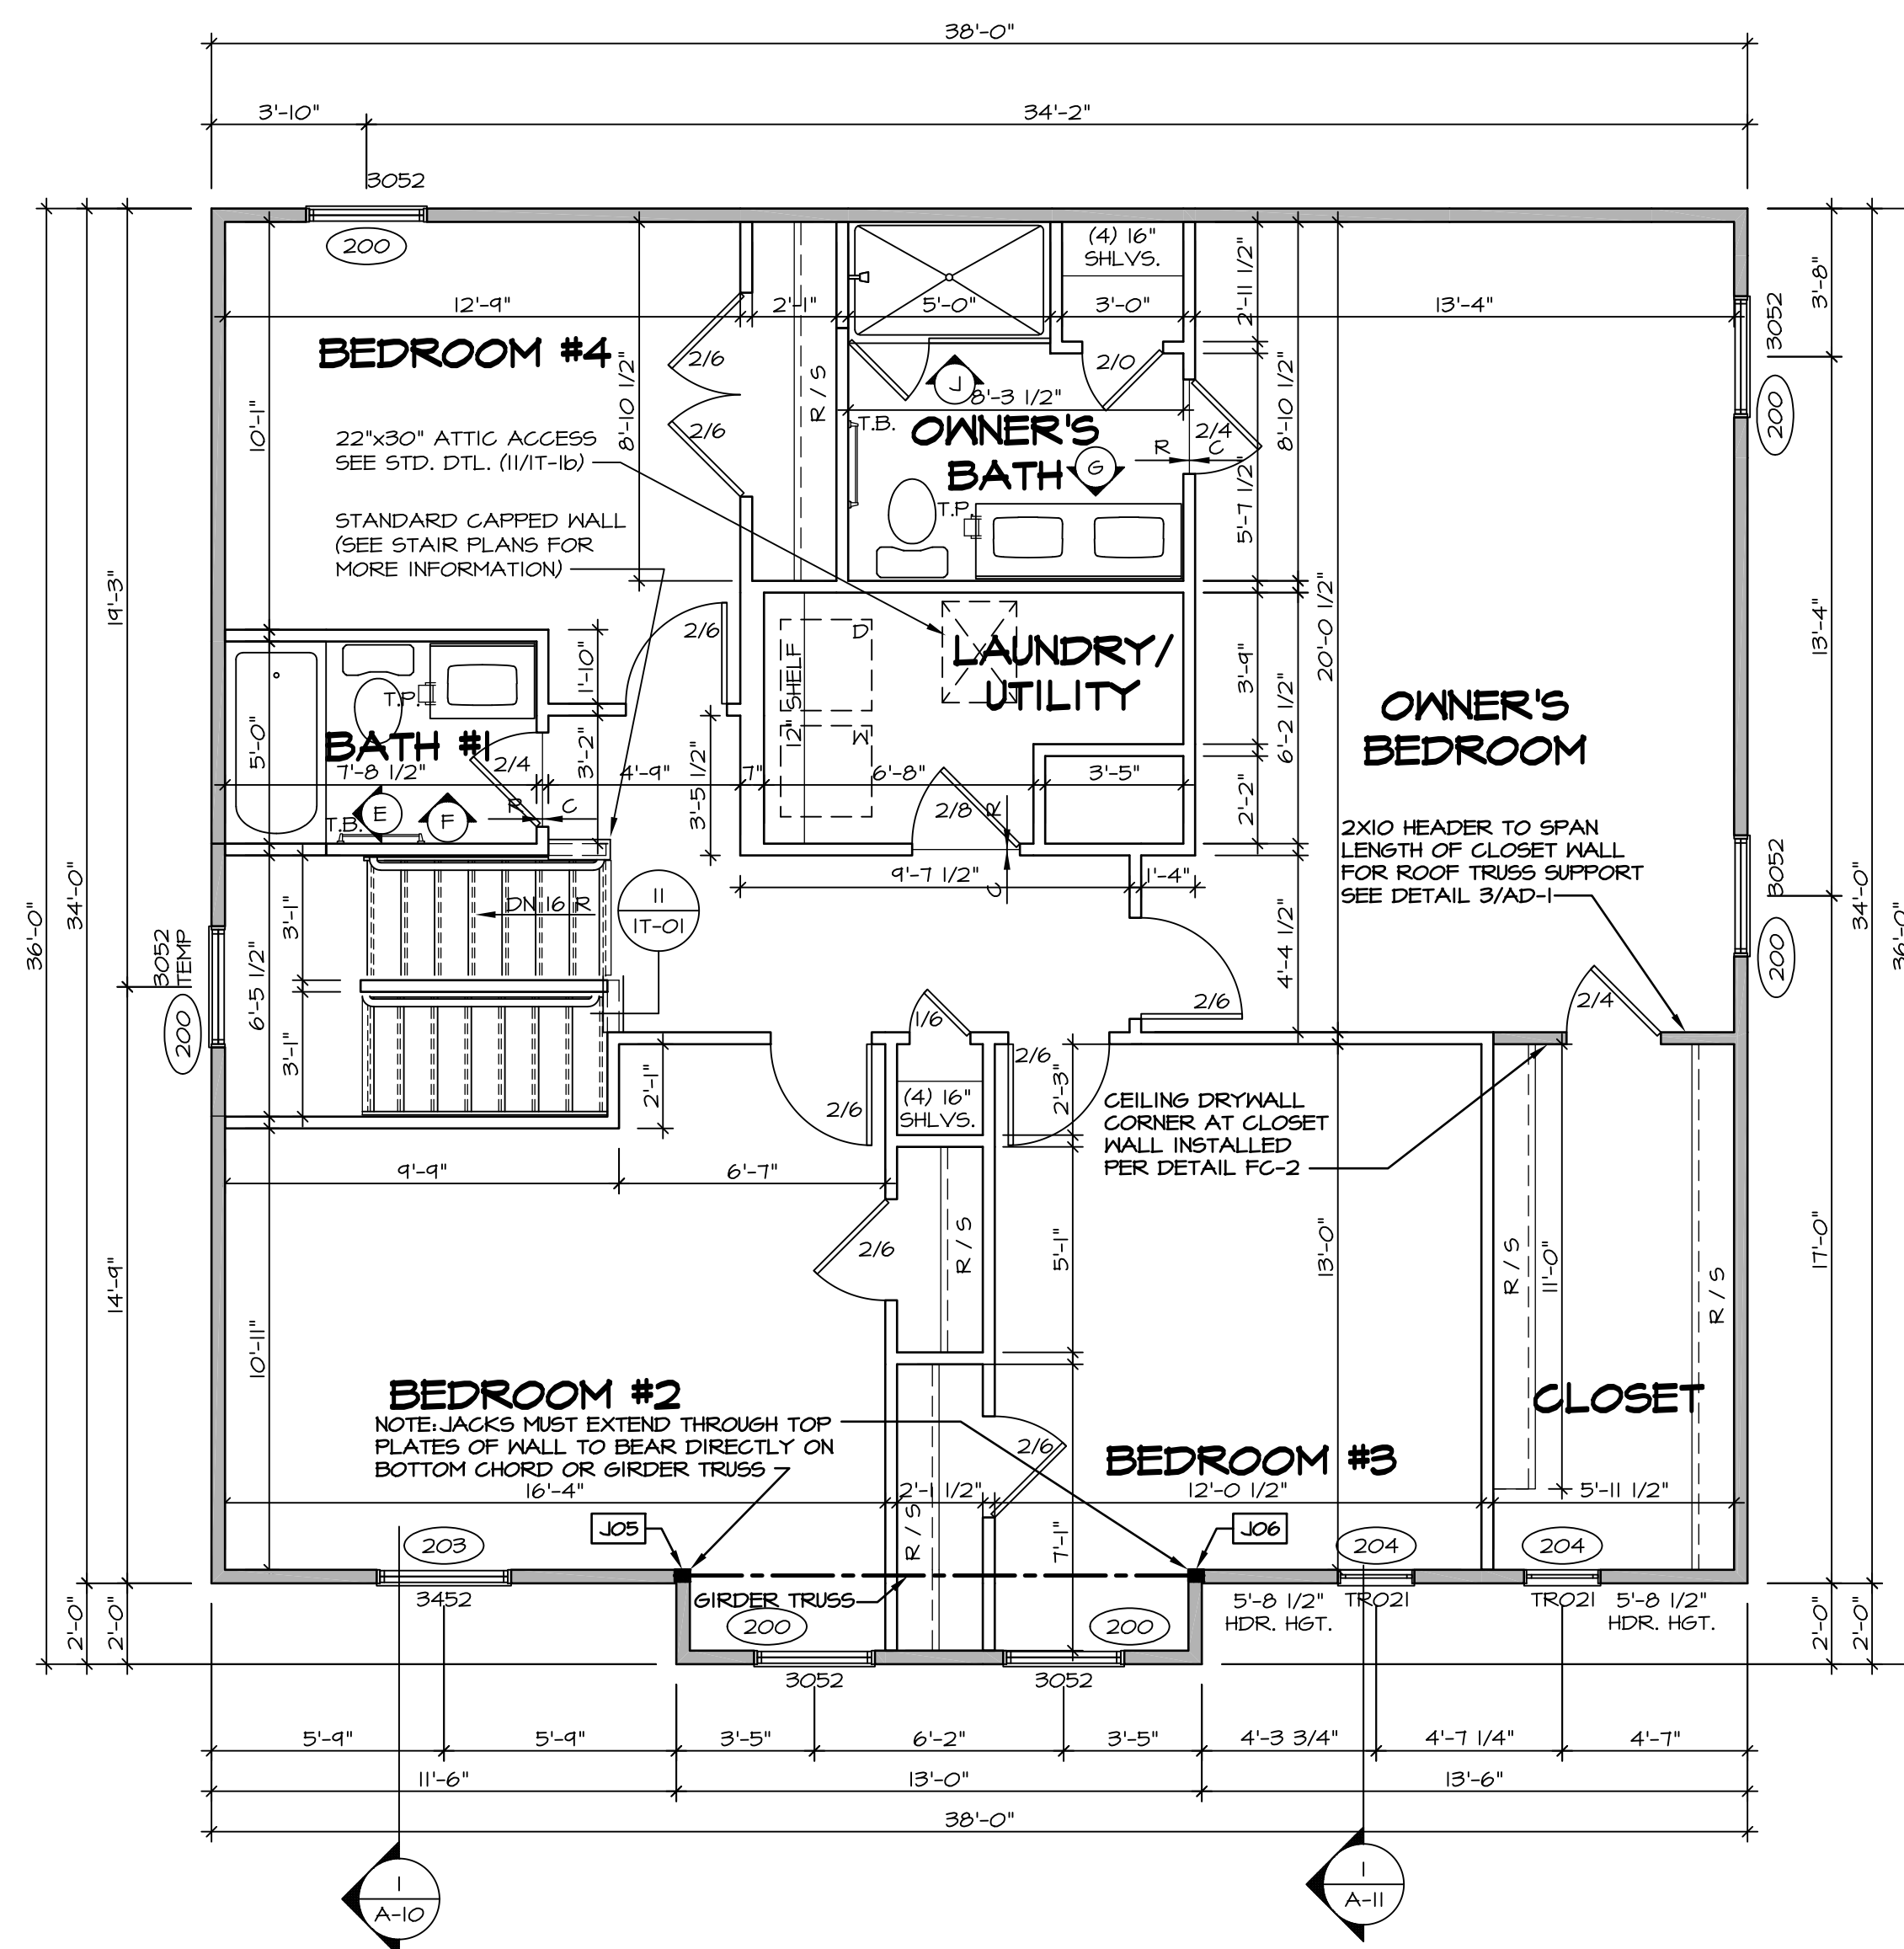 38'-0"
3'-10"
34'-2"
3052
200
(4) 16"
SHLVS.
2'-11 1/2"
3'-8"
12'-9"
2'-1"
5'-0"
3'-0"
13'-4"
3052
BEDROOM #4
2/6
2/0
J
8'-3 1/2"
R / S
8'-10 1/2"
8'-10 1/2"
10'-1"
200
22"x30" ATTIC ACCESS
SEE STD. DTL. (11/1T-1b)
2/6
T.B.
OWNER'S
BATH
G
2/4
R
C
5'-7 1/2"
STANDARD CAPPED WALL
(SEE STAIR PLANS FOR
MORE INFORMATION)
T.P.
19'-3"
20'-0 1/2"
13'-4"
2/6
D
12" SHELF
LAUNDRY/
UTILITY
3'-9"
6'-2 1/2"
1'-10"
T.P.
OWNER'S
BEDROOM
5'-0"
BATH #1
7'-8 1/2"
2/4
3'-2"
4'-9"
3'-5 1/2"
7"
W
6'-8"
3'-5"
2'-2"
E
F
T.B.
R
C
2/8
R
C
2X10 HEADER TO SPAN
LENGTH OF CLOSET WALL
FOR ROOF TRUSS SUPPORT
SEE DETAIL 3/AD-1
3052
200
9'-7 1/2"
1'-4"
34'-0"
36'-0"
34'-0"
36'-0"
3052
TEMP
200
6'-5 1/2"
3'-1"
DN 16 R
11
1T-01
4'-4 1/2"
3'-1"
2/6
2/4
1/6
2/6
2'-1"
2/6
(4) 16"
SHLVS.
2'-3"
CEILING DRYWALL
CORNER AT CLOSET
WALL INSTALLED
PER DETAIL FC-2
9'-9"
6'-7"
2/6
R / S
5'-1"
13'-0"
R / S
11'-0"
R / S
17'-0"
14'-9"
10'-11"
BEDROOM #2
NOTE: JACKS MUST EXTEND THROUGH TOP
PLATES OF WALL TO BEAR DIRECTLY ON
BOTTOM CHORD OR GIRDER TRUSS
2/6
BEDROOM #3
CLOSET
16'-4"
2'-1 1/2"
12'-0 1/2"
5'-11 1/2"
R / S
7'-1"
J05
J06
203
204
204
3452
GIRDER TRUSS
200
200
5'-8 1/2"
HDR. HGT.
TR021
TR021
5'-8 1/2"
HDR. HGT.
2'-0"
2'-0"
2'-0"
2'-0"
3052
3052
5'-9"
5'-9"
3'-5"
6'-2"
3'-5"
4'-3 3/4"
4'-7 1/4"
4'-7"
11'-6"
13'-0"
13'-6"
38'-0"
1
A-10
1
A-11